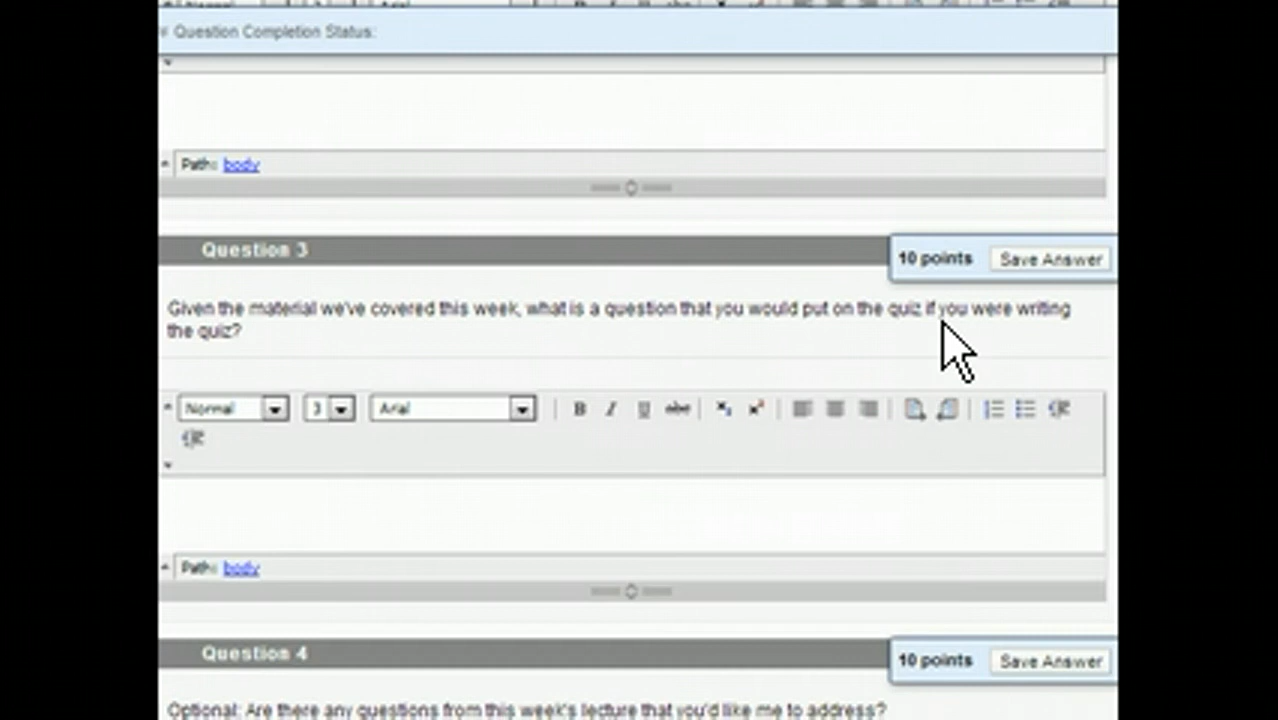 Question Completion Status:
Path: body
Question 3
10 points Save Answer
Given the material we've covered this week, what is a question that you would put on the quiz if you were writing
the quiz?
Normal 3 Arial B I U abc x₂ x²
Path: body
Question 4
10 points Save Answer
Optional: Are there any questions from this week's lecture that you'd like me to address?